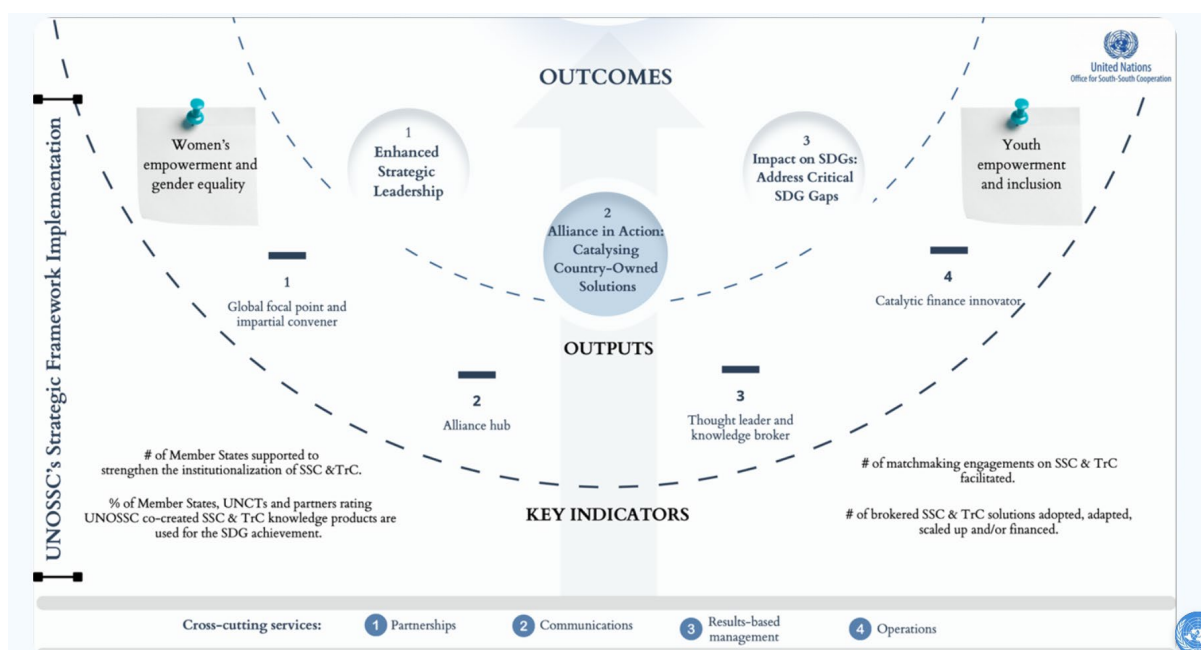 OUTCOMES
United Nations
Office for South-South Cooperation
UNOSSC's Strategic Framework Implementation
Women's
empowerment and
gender equality
1
Enhanced
Strategic
Leadership
2
Alliance in Action:
Catalysing
Country-Owned
Solutions
3
Impact on SDGs:
Address Critical
SDG Gaps
Youth
empowerment
and inclusion
1
Global focal point and
impartial convener
4
Catalytic finance innovator
OUTPUTS
2
Alliance hub
3
Thought leader and
knowledge broker
# of Member States supported to
strengthen the institutionalization of SSC &TrC.
% of Member States, UNCTs and partners rating
UNOSSC co-created SSC & TrC knowledge products are
used for the SDG achievement.
KEY INDICATORS
# of matchmaking engagements on SSC & TrC
facilitated.
# of brokered SSC & TrC solutions adopted, adapted,
scaled up and/or financed.
Cross-cutting services:
1 Partnerships
2 Communications
3 Results-based
management
4 Operations